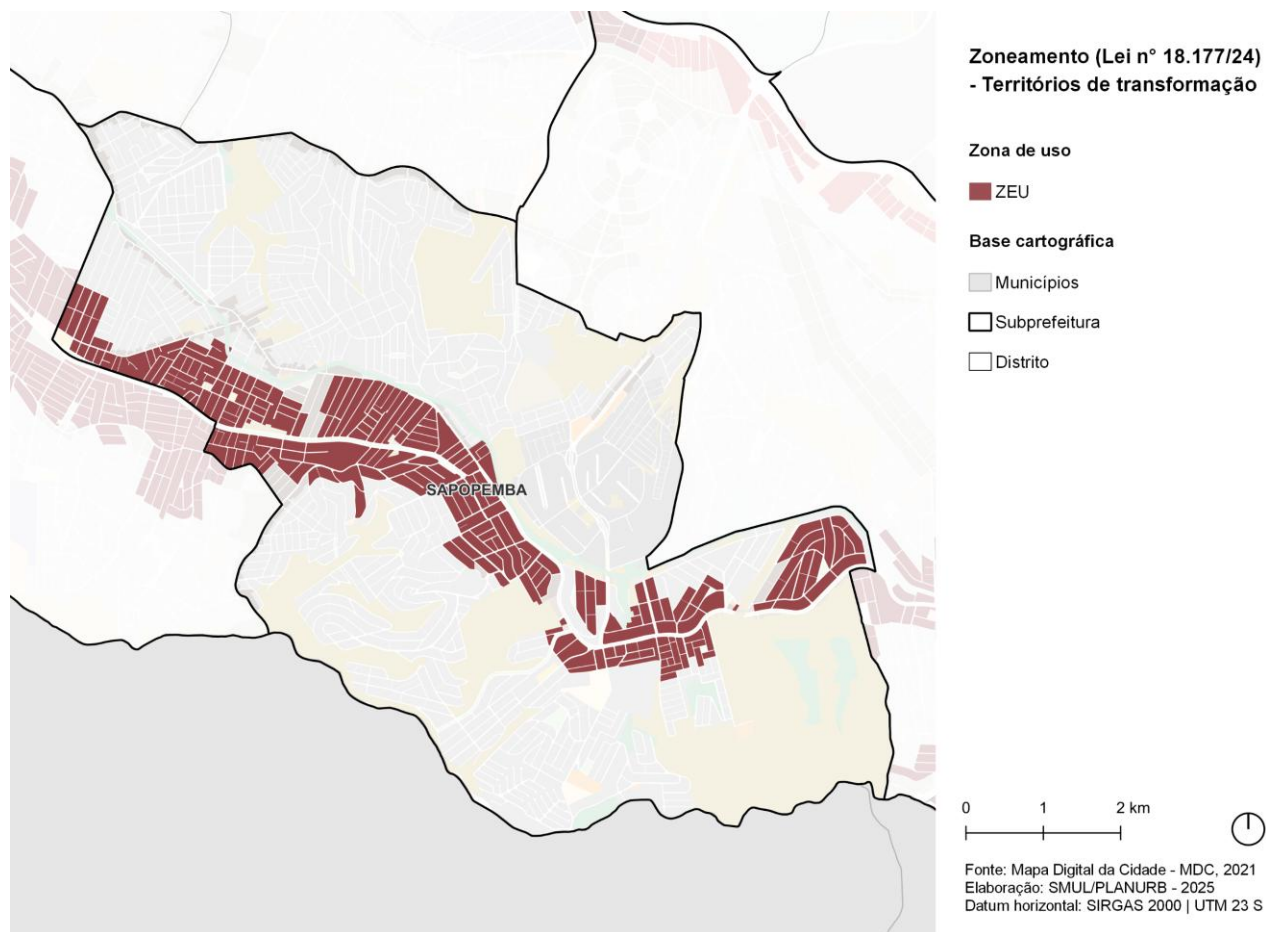 Zoneamento (Lei n° 18.177/24)
- Territórios de transformação
Zona de uso
ZEU
Base cartográfica
Municípios
Subprefeitura
Distrito
SAPOPEMBA
0 1 2 km
Fonte: Mapa Digital da Cidade - MDC, 2021
Elaboração: SMUL/PLANURB - 2025
Datum horizontal: SIRGAS 2000 | UTM 23 S